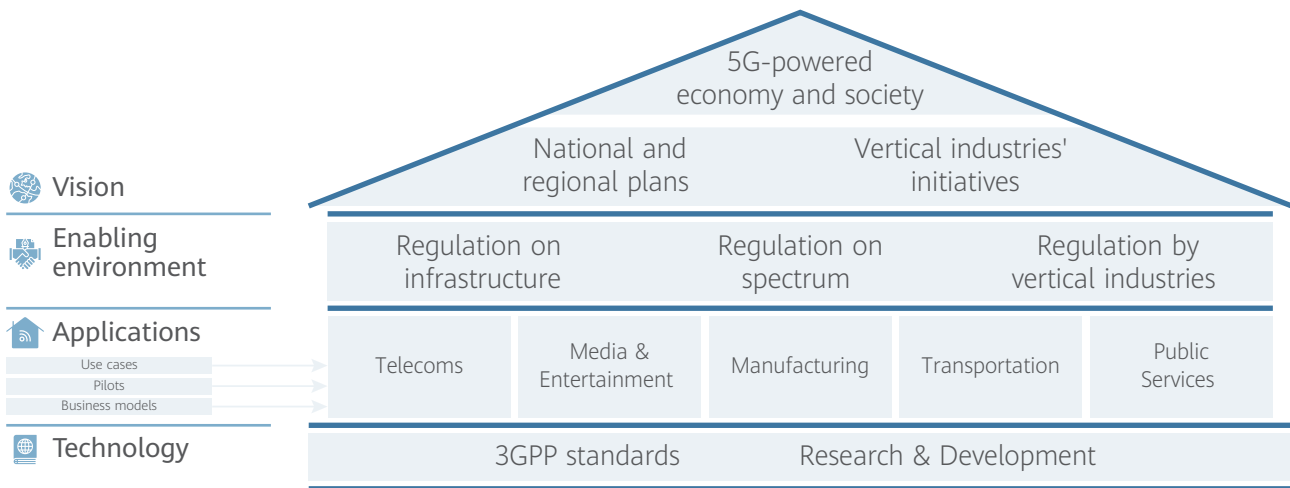 5G-powered
economy and society
National and
regional plans
Vertical industries'
initiatives
Vision
Enabling
environment
Regulation on
infrastructure
Regulation on
spectrum
Regulation by
vertical industries
Applications
Use cases
Pilots
Business models
Telecoms
Media &
Entertainment
Manufacturing
Transportation
Public
Services
Technology
3GPP standards
Research & Development